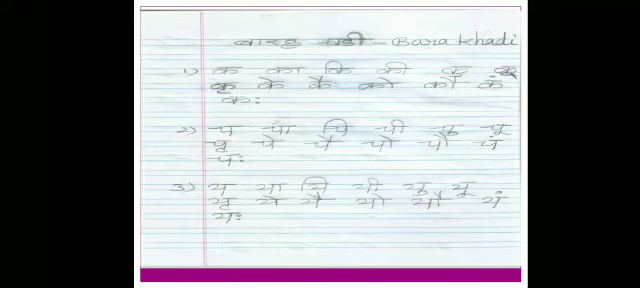 बारह खड़ी - Bara Khadi
1) क का कि की कु कू
कृ के कै को कौ कं
कः
2) प पा पि पी पु पू
पृ पे पै पो पौ पं
पः
3) य या यि यी यु यू
यृ ये यै यो यौ यं
यः